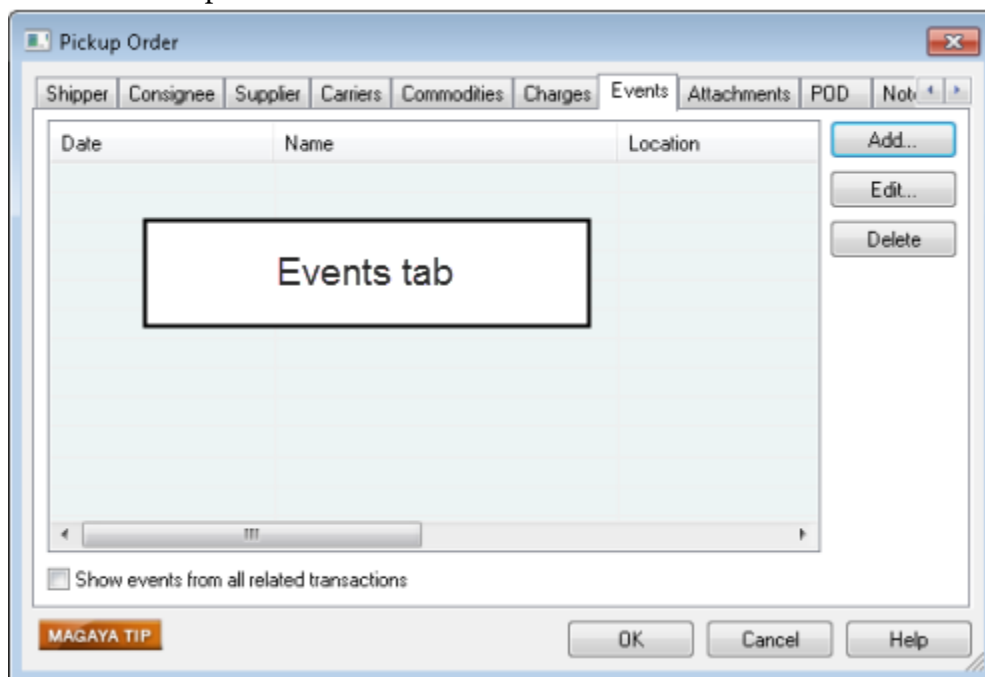 Pickup Order
Shipper Consignee Supplier Carriers Commodities Charges Events Attachments POD Not
Date Name Location
Add...
Edit...
Delete
Events tab
Show events from all related transactions
MAGAYA TIP OK Cancel Help